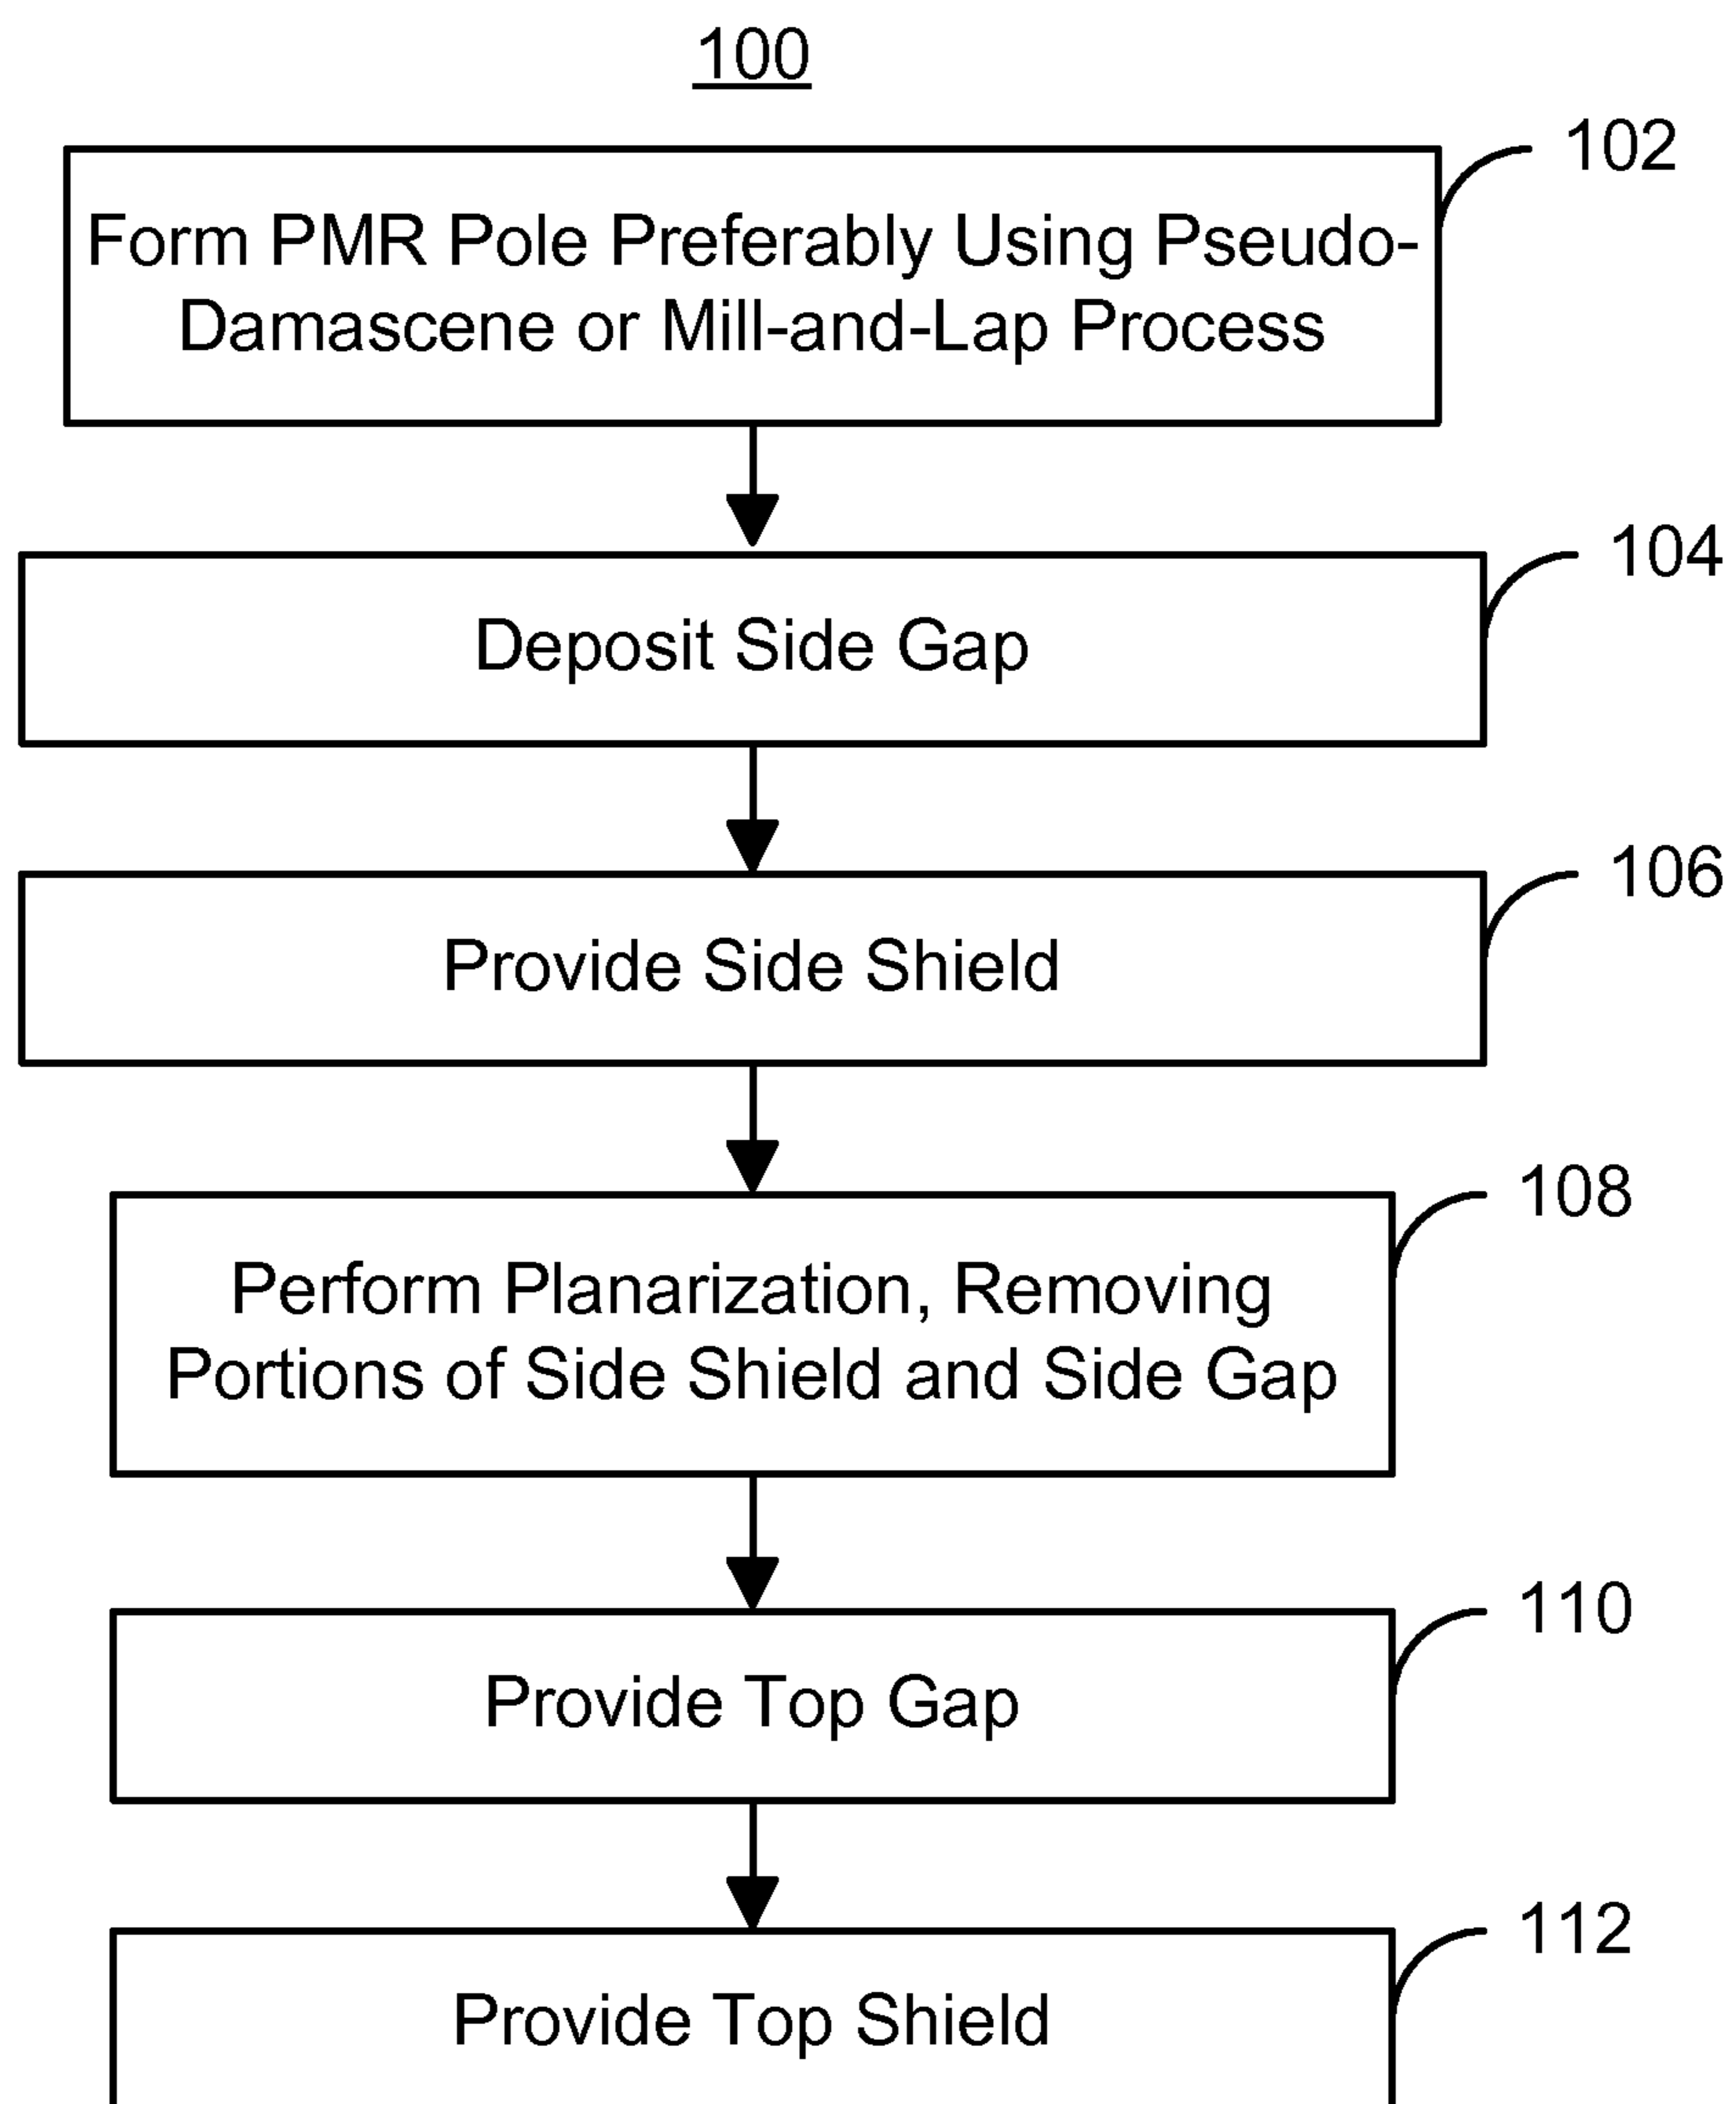 100
102
Form PMR Pole Preferably Using Pseudo-
Damascene or Mill-and-Lap Process
104
Deposit Side Gap
106
Provide Side Shield
108
Perform Planarization, Removing
Portions of Side Shield and Side Gap
110
Provide Top Gap
112
Provide Top Shield